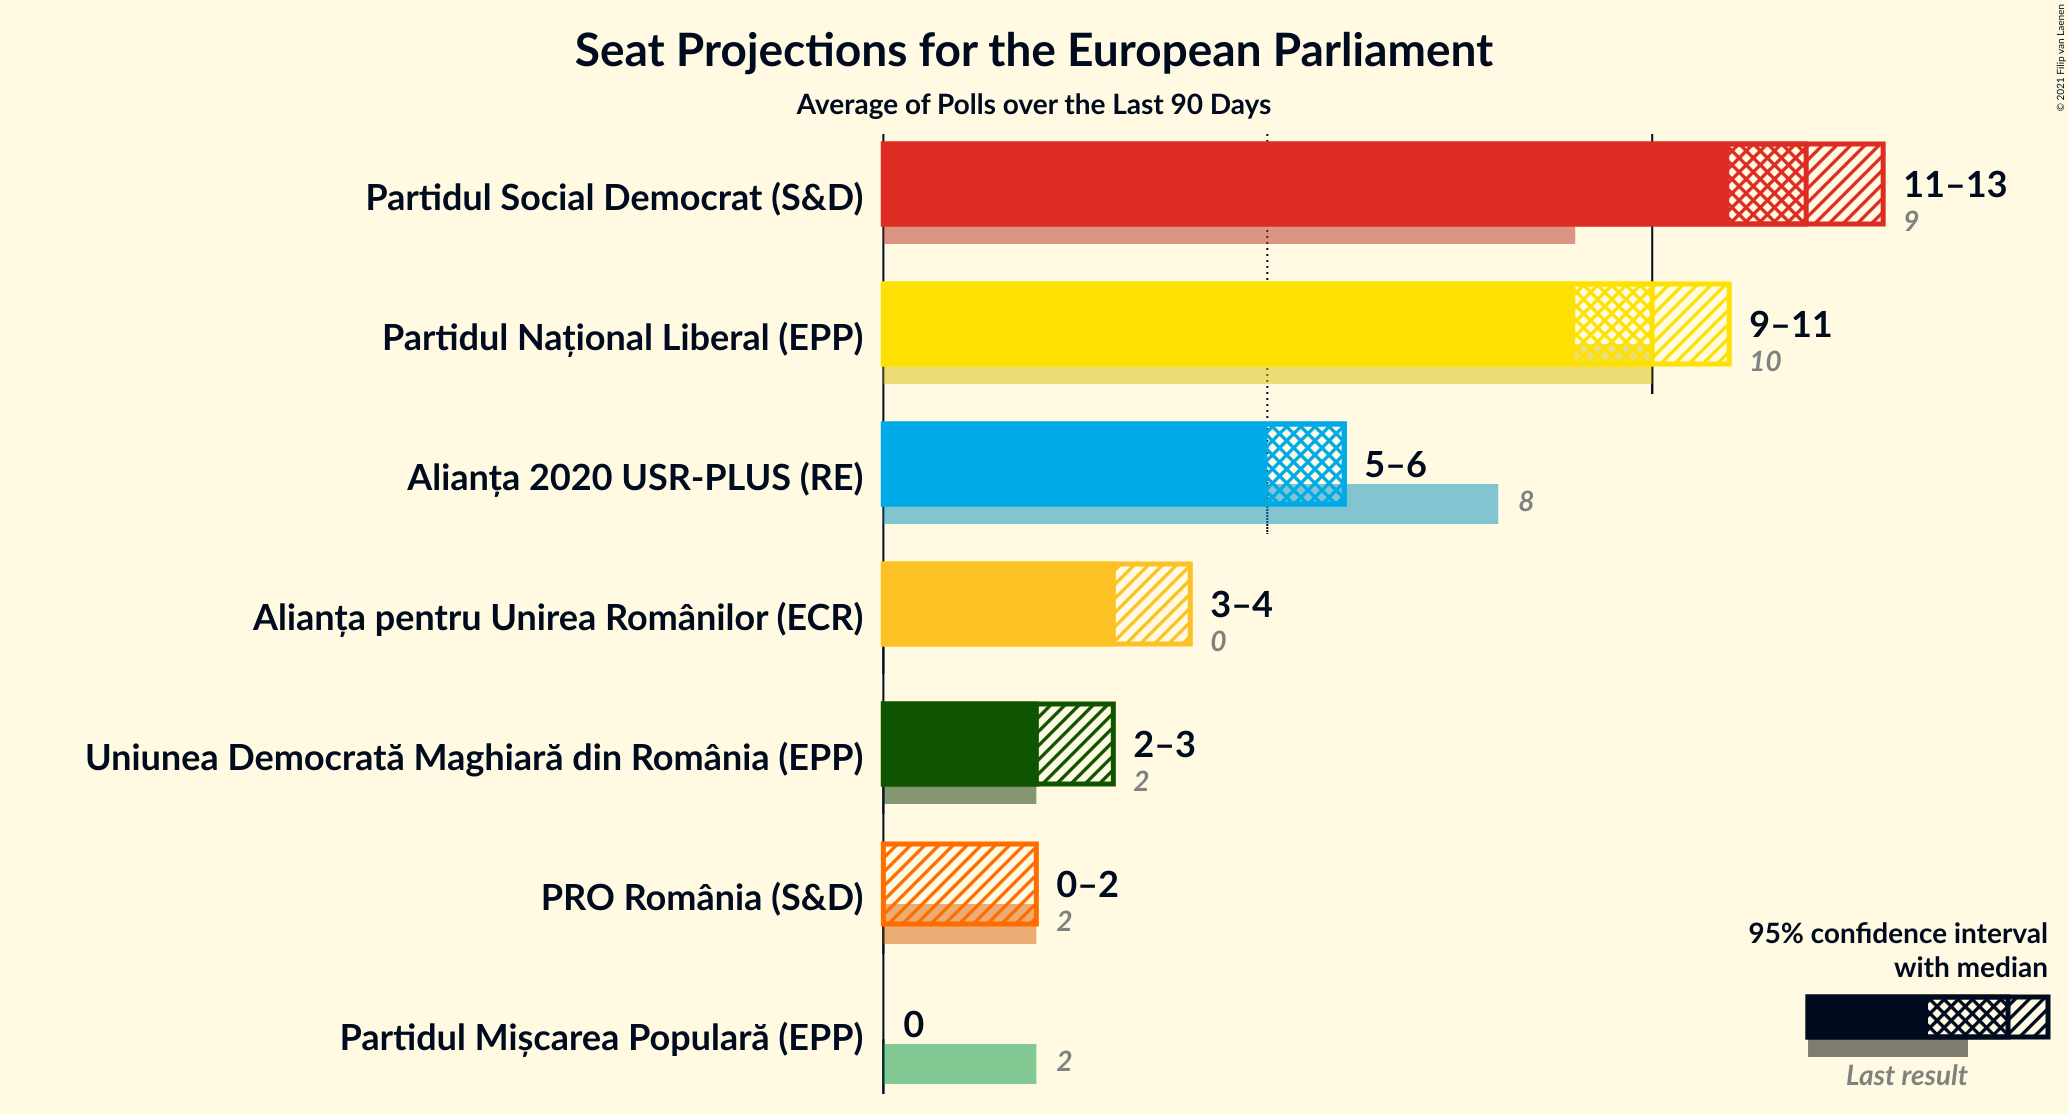 Seat Projections for the European Parliament
Average of Polls over the Last 90 Days
© 2021 Filip van Laenen
Partidul Social Democrat (S&D)
11–13
9
Partidul Național Liberal (EPP)
9–11
10
Alianța 2020 USR-PLUS (RE)
5–6
8
Alianța pentru Unirea Românilor (ECR)
3–4
0
Uniunea Democrată Maghiară din România (EPP)
2–3
2
PRO România (S&D)
0–2
2
Partidul Mișcarea Populară (EPP)
0
2
95% confidence interval
with median
Last result